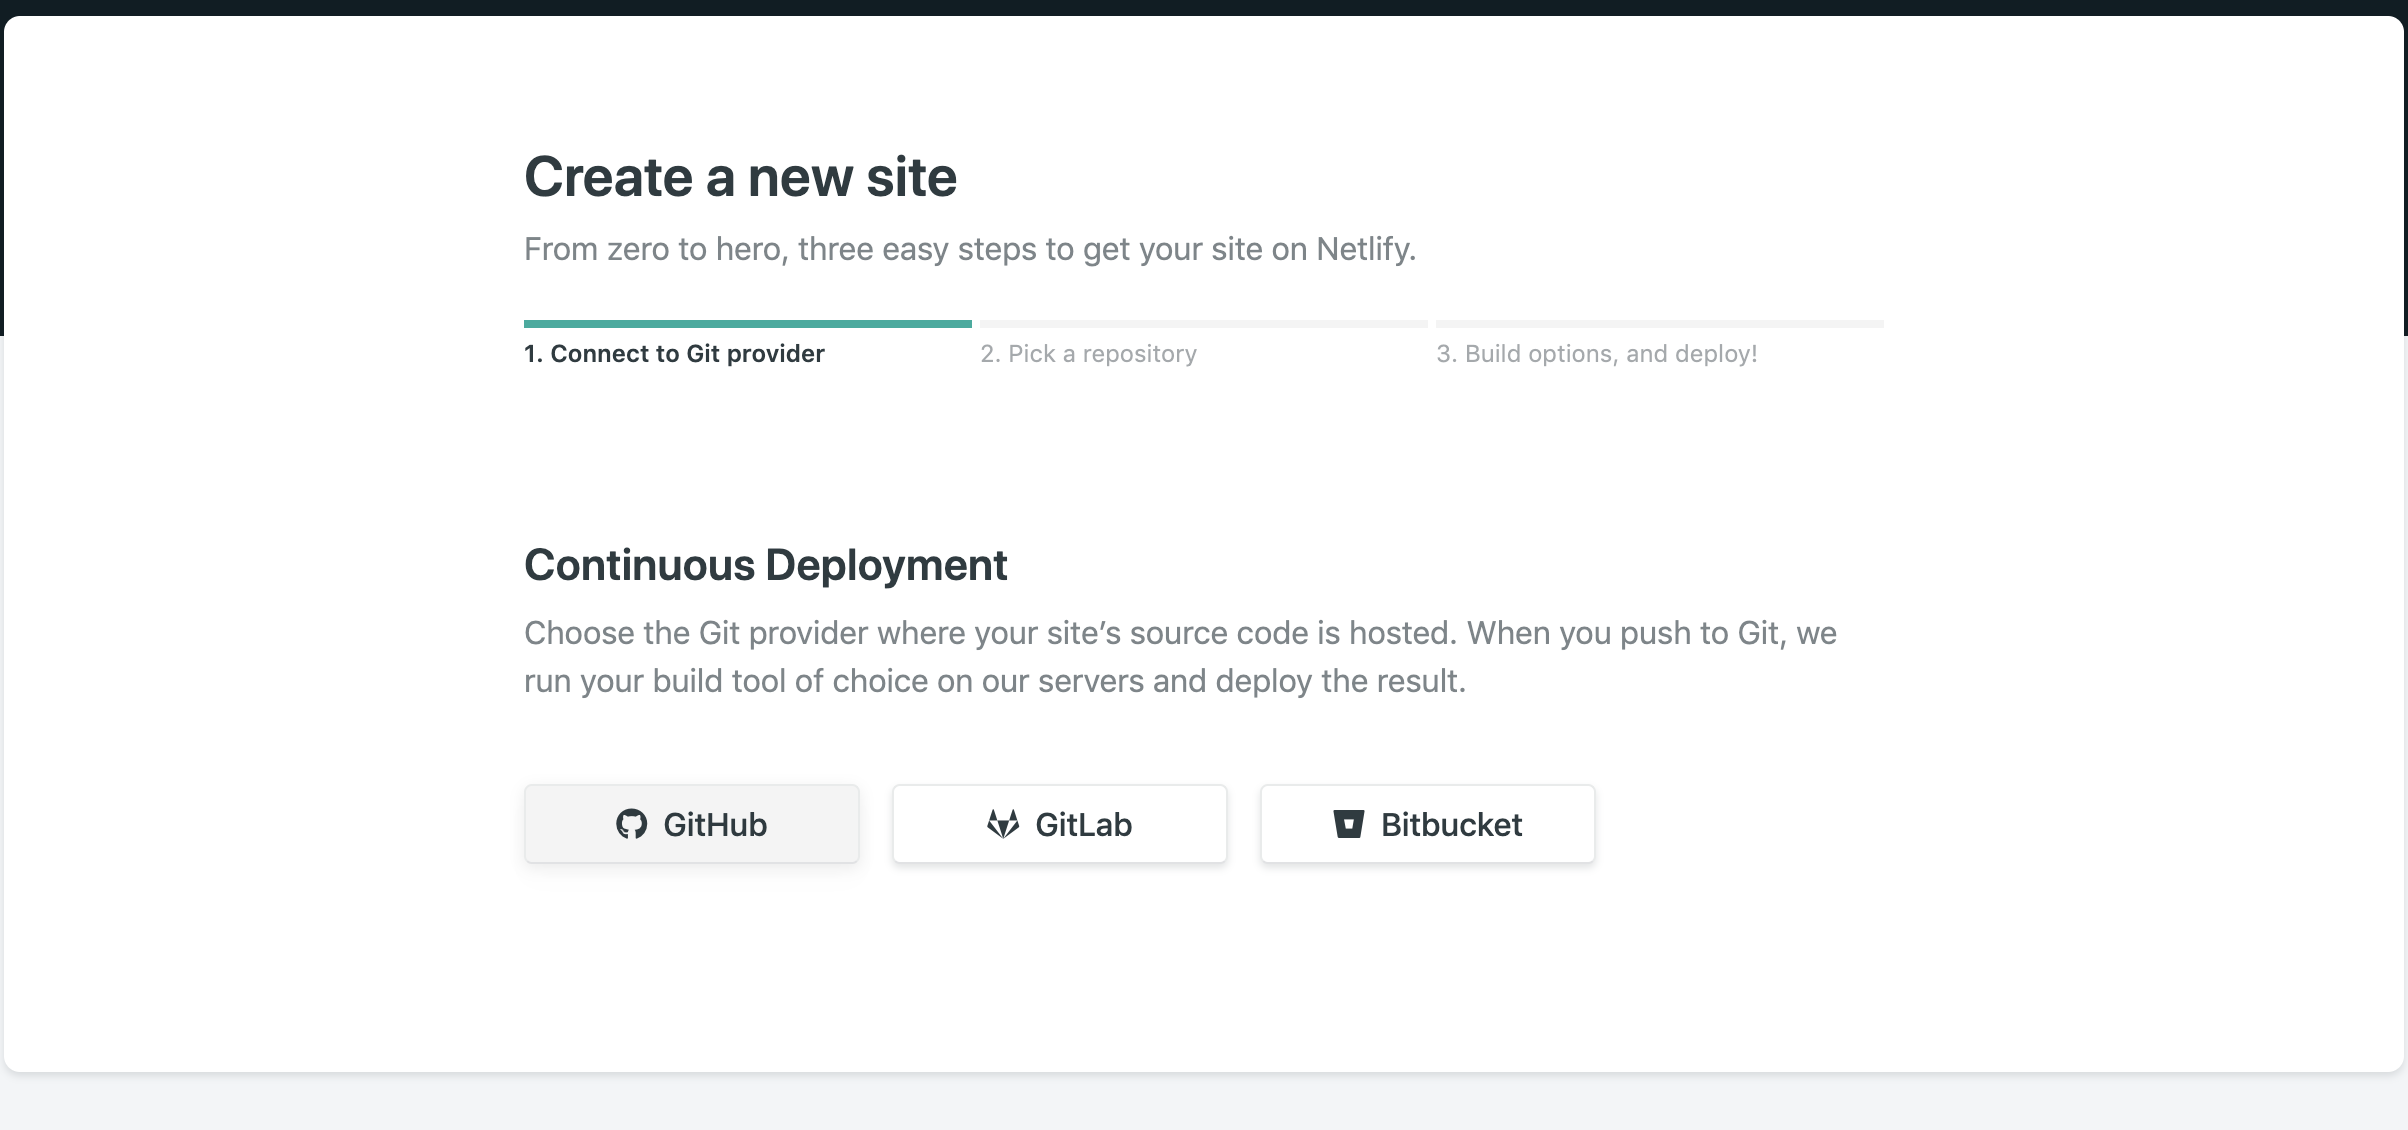 Create a new site
From zero to hero, three easy steps to get your site on Netlify.
1. Connect to Git provider
2. Pick a repository
3. Build options, and deploy!
Continuous Deployment
Choose the Git provider where your site’s source code is hosted. When you push to Git, we
run your build tool of choice on our servers and deploy the result.
GitHub
GitLab
Bitbucket